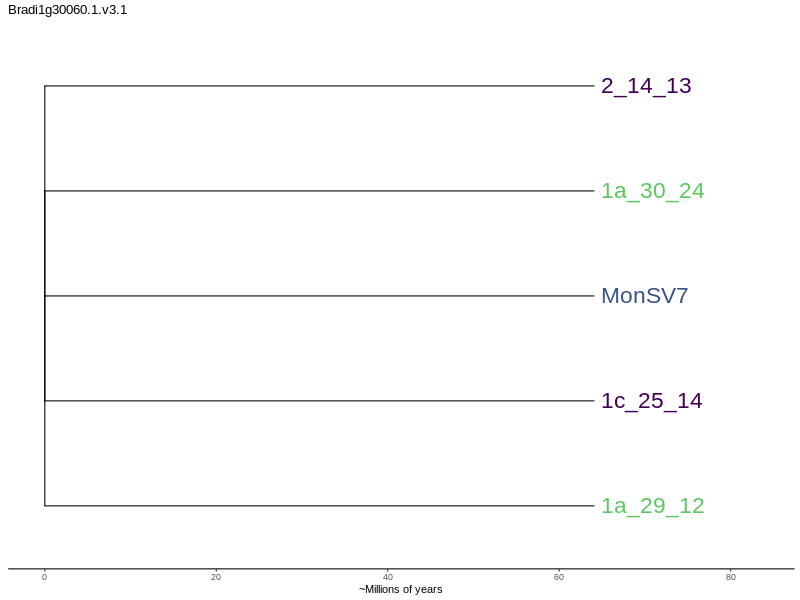 Bradi1g30060.1.v3.1
2_14_13
1a_30_24
MonSV7
1c_25_14
1a_29_12
0 20 40 60 80
~Millions of years